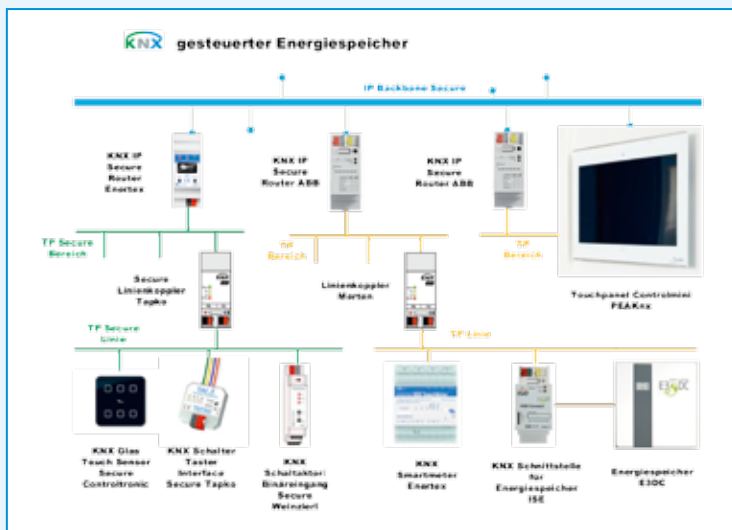 KNX gesteuerter Energiespeicher
IP Backbone Secure
KNX IP
Secure
Router
Enertex
KNX IP
Secure
Router ABB
KNX IP
Secure
Router ABB
TP Secure
Bereich
TP
Bereich
TP
Bereich
Secure
Linienkoppler
Tapko
Linienkoppler
Merten
Touchpanel Controlmini
PEAKnx
TP Secure
Linie
TP Linie
KNX Glas
Touch Sensor
Secure
Controltronic
KNX Schalter
Taster
Interface
Secure Tapko
KNX
Schaltaktor:
Binäreingang
Secure
Weinzierl
KNX
Smartmeter
Enertex
KNX Schnittstelle
für
Energiespeicher
ISE
Energiespeicher
E3DC